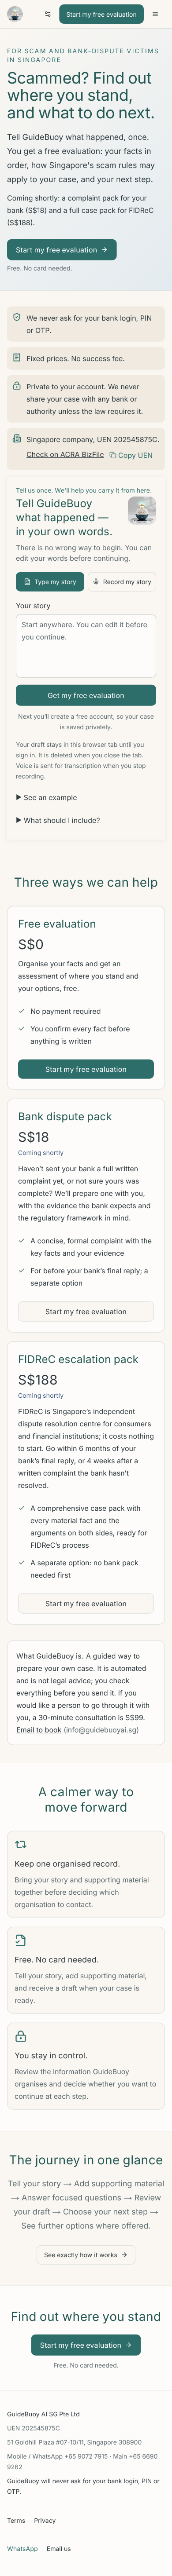 Start my free evaluation
FOR SCAM AND BANK-DISPUTE VICTIMS
IN SINGAPORE
Scammed? Find out
where you stand,
and what to do next.
Tell GuideBuoy what happened, once.
You get a free evaluation: your facts in
order, how Singapore's scam rules may
apply to your case, and your next step.
Coming shortly: a complaint pack for your
bank (S$18) and a full case pack for FIDReC
(S$188).
Start my free evaluation →
Free. No card needed.
We never ask for your bank login, PIN
or OTP.
Fixed prices. No success fee.
Private to your account. We never
share your case with any bank or
authority unless the law requires it.
Singapore company, UEN 202545875C.
Check on ACRA BizFile Copy UEN
Tell us once. We'll help you carry it from here.
Tell GuideBuoy
what happened —
in your own words.
There is no wrong way to begin. You can
edit your words before continuing.
Type my story
Record my story
Your story
Start anywhere. You can edit it before
you continue.
Get my free evaluation
Next you'll create a free account, so your case
is saved privately.
Your draft stays in this browser tab until you
sign in. It is deleted when you close the tab.
Voice is sent for transcription when you stop
recording.
▶ See an example
▶ What should I include?
Three ways we can help
Free evaluation
S$0
Organise your facts and get an
assessment of where you stand and
your options, free.
No payment required
You confirm every fact before
anything is written
Start my free evaluation
Bank dispute pack
S$18
Coming shortly
Haven't sent your bank a full written
complaint yet, or not sure yours was
complete? We'll prepare one with you,
with the evidence the bank expects and
the regulatory framework in mind.
A concise, formal complaint with the
key facts and your evidence
For before your bank's final reply; a
separate option
Start my free evaluation
FIDReC escalation pack
S$188
Coming shortly
FIDReC is Singapore's independent
dispute resolution centre for consumers
and financial institutions; it costs nothing
to start. Go within 6 months of your
bank's final reply, or 4 weeks after a
written complaint the bank hasn't
resolved.
A comprehensive case pack with
every material fact and the
arguments on both sides, ready for
FIDReC's process
A separate option: no bank pack
needed first
Start my free evaluation
What GuideBuoy is. A guided way to
prepare your own case. It is automated
and is not legal advice; you check
everything before you send it. If you
would like a person to go through it with
you, a 30-minute consultation is S$99.
Email to book (info@guidebuoyai.sg)
A calmer way to
move forward
Keep one organised record.
Bring your story and supporting material
together before deciding which
organisation to contact.
Free. No card needed.
Tell your story, add supporting material,
and receive a draft when your case is
ready.
You stay in control.
Review the information GuideBuoy
organises and decide whether you want to
continue at each step.
The journey in one glance
Tell your story → Add supporting material
→ Answer focused questions → Review
your draft → Choose your next step →
See further options where offered.
See exactly how it works →
Find out where you stand
Start my free evaluation →
Free. No card needed.
GuideBuoy AI SG Pte Ltd
UEN 202545875C
51 Goldhill Plaza #07-10/11, Singapore 308900
Mobile / WhatsApp +65 9072 7915 · Main +65 6690
9262
GuideBuoy will never ask for your bank login, PIN or
OTP.
Terms Privacy
WhatsApp Email us